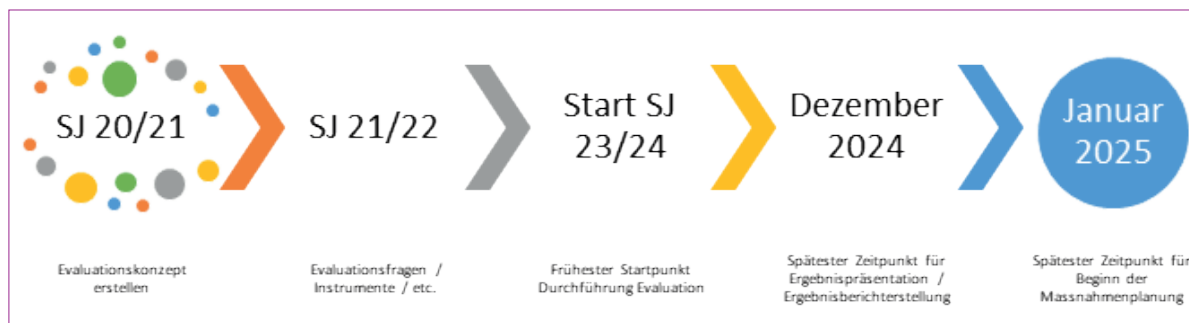 SJ 20/21
SJ 21/22
Start SJ
23/24
Dezember
2024
Januar
2025
Evaluationskonzept
erstellen
Evaluationsfragen /
Instrumente / etc.
Frühester Startpunkt
Durchführung Evaluation
Spätester Zeitpunkt für
Ergebnispräsentation /
Ergebnisberichterstellung
Spätester Zeitpunkt für
Beginn der
Massnahmenplanung